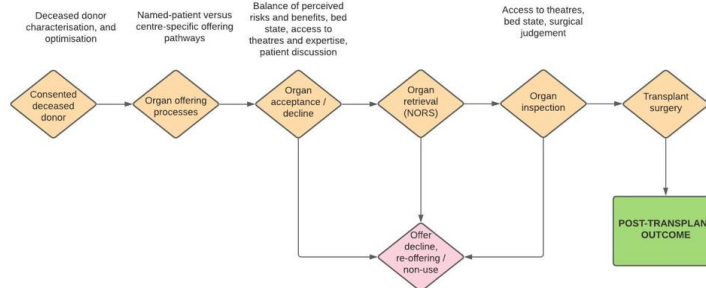 Deceased donor
characterisation, and
optimisation
Named-patient versus
centre-specific offering
pathways
Balance of perceived
risks and benefits, bed
state, access to
theatres and expertise,
patient discussion
Access to theatres,
bed state, surgical
judgement
Consented
deceased
donor
Organ offering
processes
Organ
acceptance /
decline
Organ
retrieval
(NORS)
Organ
inspection
Transplant
surgery
Offer
decline,
re-offering /
non-use
POST-TRANSPLAN
OUTCOME